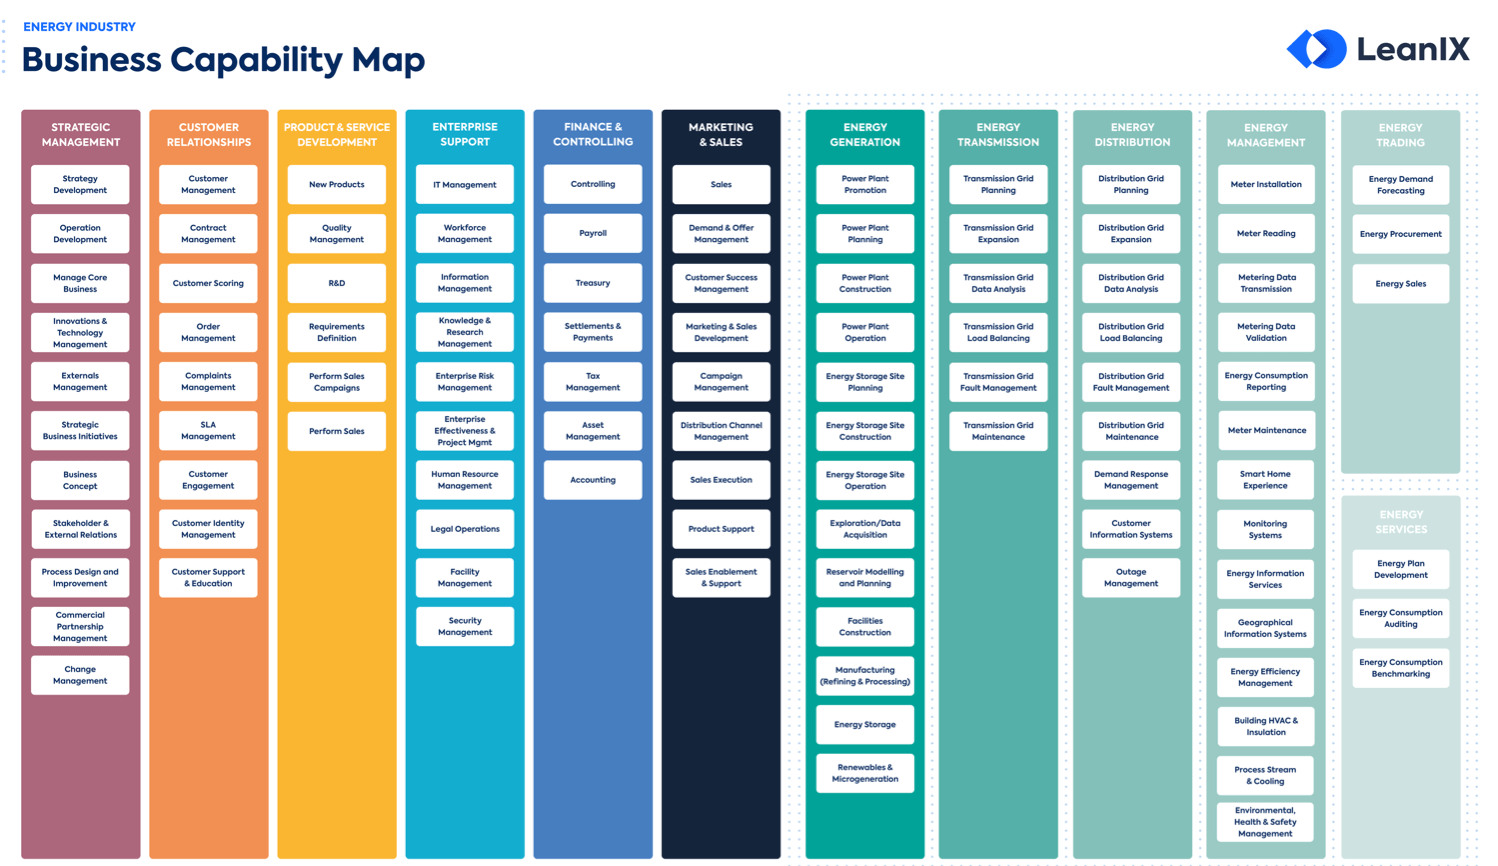 ENERGY INDUSTRY
Business Capability Map
LeanIX
STRATEGIC
MANAGEMENT
Strategy
Development
Operation
Development
Manage Core
Business
Innovations &
Technology
Management
Externals
Management
Strategic
Business Initiatives
Business
Concept
Stakeholder &
External Relations
Process Design and
Improvement
Commercial
Partnership
Management
Change
Management
CUSTOMER
RELATIONSHIPS
Customer
Management
Contract
Management
Customer Scoring
Order
Management
Complaints
Management
SLA
Management
Customer
Engagement
Customer Identity
Management
Customer Support
& Education
PRODUCT & SERVICE
DEVELOPMENT
New Products
Quality
Management
R&D
Requirements
Definition
Perform Sales
Campaigns
Perform Sales
ENTERPRISE
SUPPORT
IT Management
Workforce
Management
Information
Management
Knowledge &
Research
Management
Enterprise Risk
Management
Enterprise
Effectiveness &
Project Mgmt
Human Resource
Management
Legal Operations
Facility
Management
Security
Management
FINANCE &
CONTROLLING
Controlling
Payroll
Treasury
Settlements &
Payments
Tax
Management
Asset
Management
Accounting
MARKETING
& SALES
Sales
Demand & Offer
Management
Customer Success
Management
Marketing & Sales
Development
Campaign
Management
Distribution Channel
Management
Sales Execution
Product Support
Sales Enablement
& Support
ENERGY
GENERATION
Power Plant
Promotion
Power Plant
Planning
Power Plant
Construction
Power Plant
Operation
Energy Storage Site
Planning
Energy Storage Site
Construction
Energy Storage Site
Operation
Exploration/Data
Acquisition
Reservoir Modelling
and Planning
Facilities
Construction
Manufacturing
(Refining & Processing)
Energy Storage
Renewables &
Microgeneration
ENERGY
TRANSMISSION
Transmission Grid
Planning
Transmission Grid
Expansion
Transmission Grid
Data Analysis
Transmission Grid
Load Balancing
Transmission Grid
Fault Management
Transmission Grid
Maintenance
ENERGY
DISTRIBUTION
Distribution Grid
Planning
Distribution Grid
Expansion
Distribution Grid
Data Analysis
Distribution Grid
Load Balancing
Distribution Grid
Fault Management
Distribution Grid
Maintenance
Demand Response
Management
Customer
Information Systems
Outage
Management
ENERGY
MANAGEMENT
Meter Installation
Meter Reading
Metering Data
Transmission
Metering Data
Validation
Energy Consumption
Reporting
Meter Maintenance
Smart Home
Experience
Monitoring
Systems
Energy Information
Services
Geographical
Information Systems
Energy Efficiency
Management
Building HVAC &
Insulation
Process Stream
& Cooling
Environmental,
Health & Safety
Management
ENERGY
TRADING
Energy Demand
Forecasting
Energy Procurement
Energy Sales
ENERGY
SERVICES
Energy Plan
Development
Energy Consumption
Auditing
Energy Consumption
Benchmarking